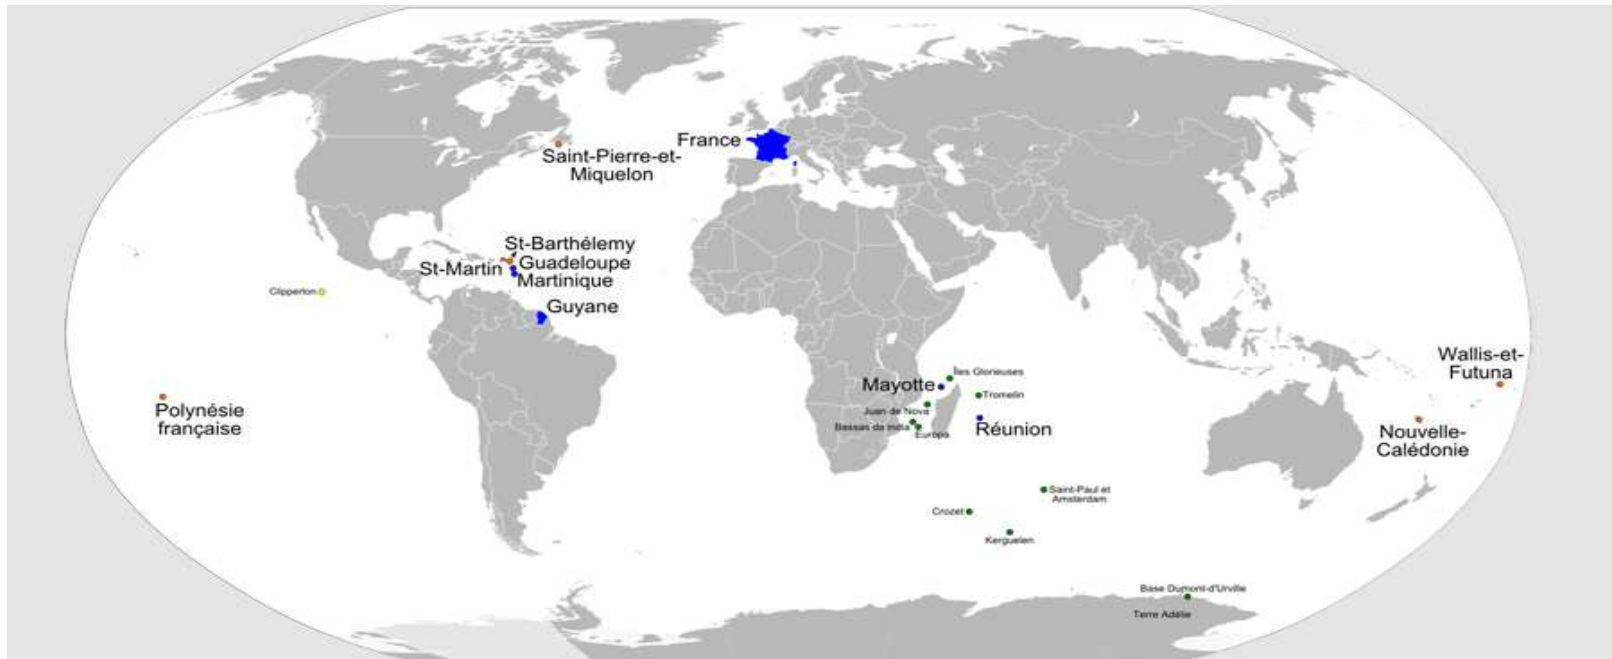 France
Saint-Pierre-et-
Miquelon
St-Barthélemy
St-Martin
Guadeloupe
Martinique
Clipperton
Guyane
Wallis-et-
Futuna
Îles Glorieuses
Mayotte
Tromelin
Polynésie
française
Juan de Nova
Bassas da India
Europa
Réunion
Nouvelle-
Calédonie
Saint-Paul et
Amsterdam
Crozet
Kerguelen
Base Dumont-d'Urville
Terre Adélie